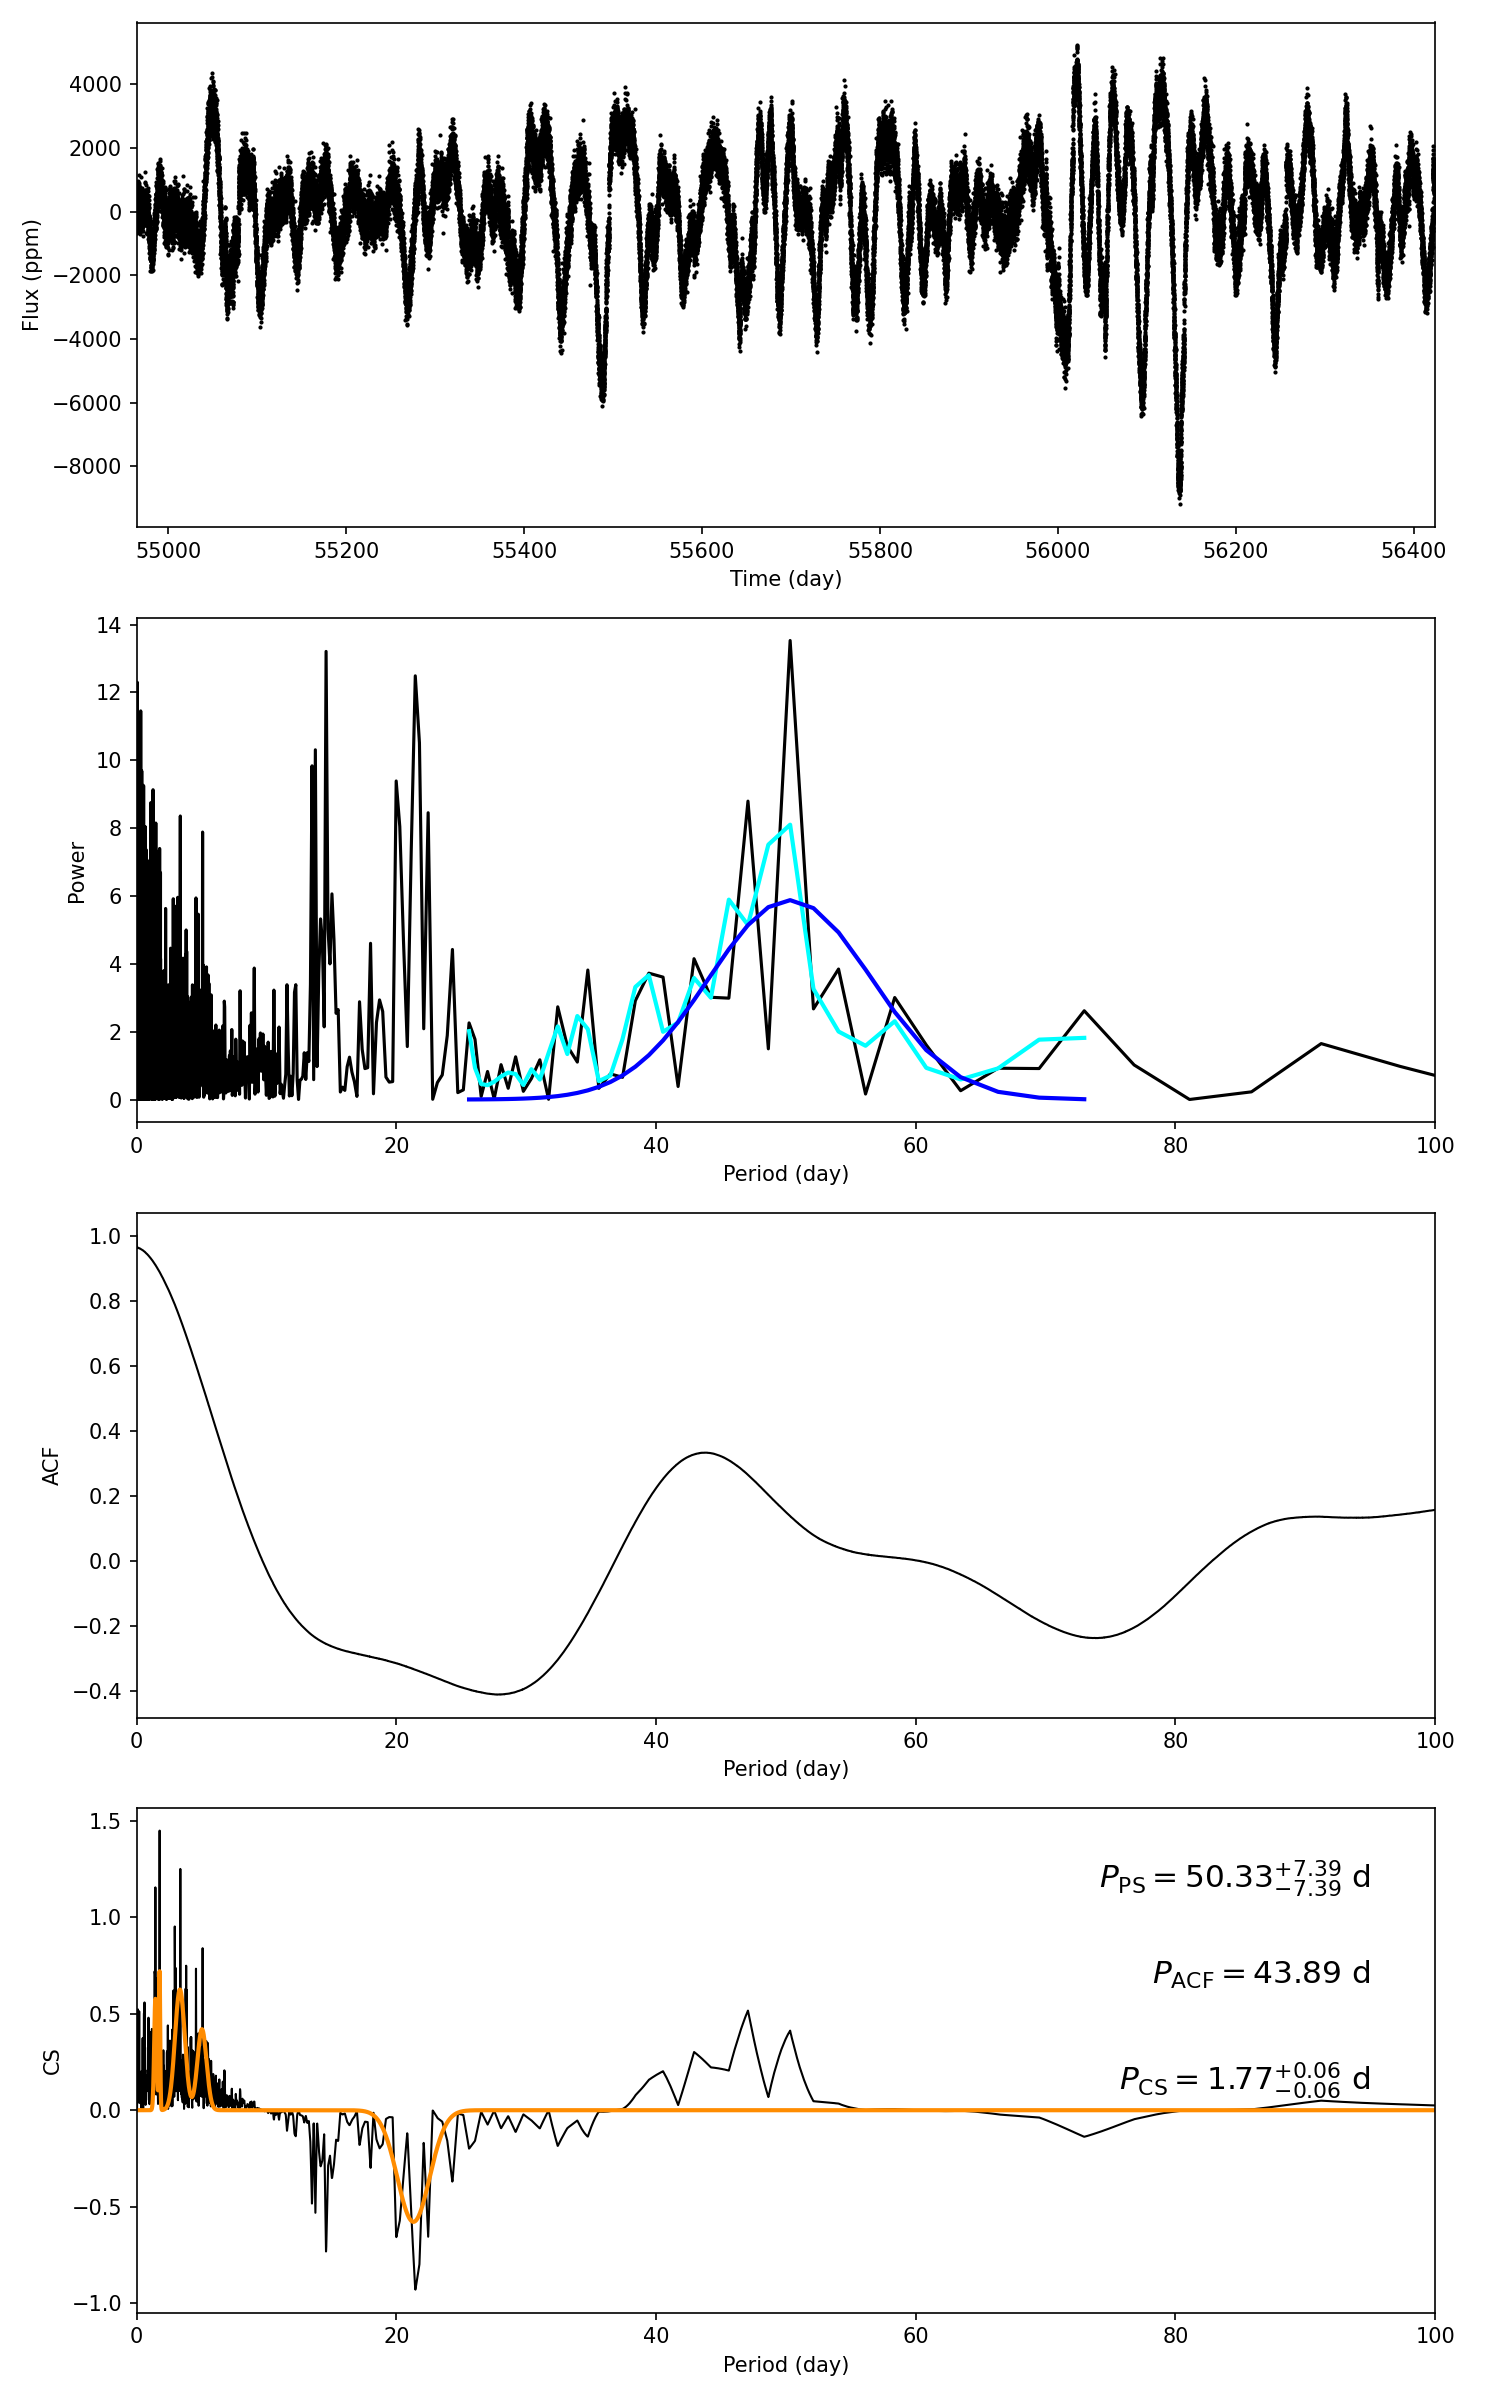 4000
2000
0
−2000
−4000
−6000
−8000
Flux (ppm)
55000 55200 55400 55600 55800 56000 56200 56400
Time (day)
14
12
10
8
6
4
2
0
Power
0 20 40 60 80 100
Period (day)
1.0
0.8
0.6
0.4
0.2
0.0
−0.2
−0.4
ACF
0 20 40 60 80 100
Period (day)
1.5
1.0
0.5
0.0
−0.5
−1.0
CS
P_PS = 50.33^{+7.39}_{−7.39} d
P_ACF = 43.89 d
P_CS = 1.77^{+0.06}_{−0.06} d
0 20 40 60 80 100
Period (day)